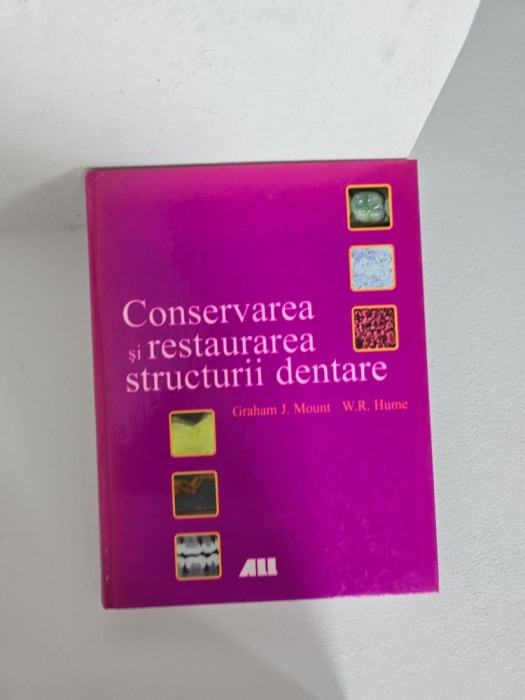 Conservarea
și restaurarea
structurii dentare
Graham J. Mount W.R. Hume
ALL